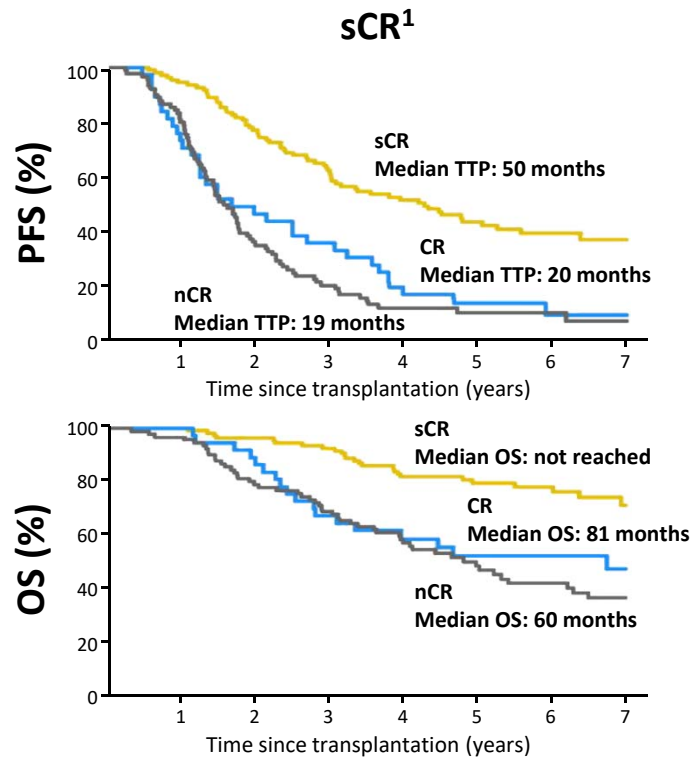 sCR1
PFS (%)
100
80
60
40
20
0
sCR
Median TTP: 50 months
CR
Median TTP: 20 months
nCR
Median TTP: 19 months
1 2 3 4 5 6 7
Time since transplantation (years)
OS (%)
100
80
60
40
20
0
sCR
Median OS: not reached
CR
Median OS: 81 months
nCR
Median OS: 60 months
1 2 3 4 5 6 7
Time since transplantation (years)